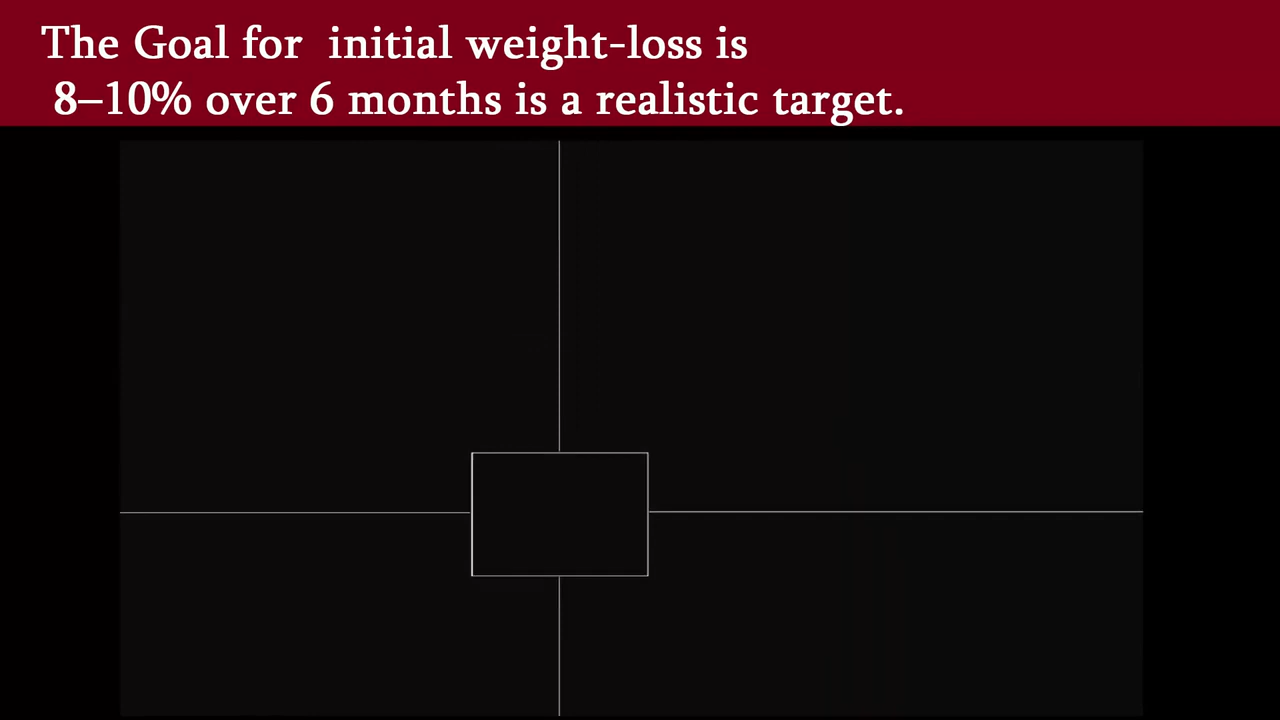 The Goal for initial weight-loss is
8–10% over 6 months is a realistic target.